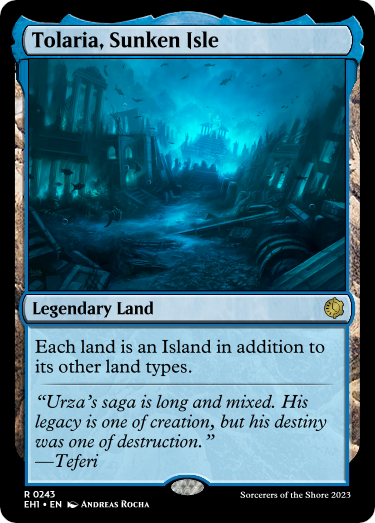 Tolaria, Sunken Isle
Legendary Land
Each land is an Island in addition to
its other land types.
“Urza’s saga is long and mixed. His
legacy is one of creation, but his destiny
was one of destruction.”
—Teferi
R 0243
EH1 • EN Andreas Rocha
Sorcerers of the Shore 2023